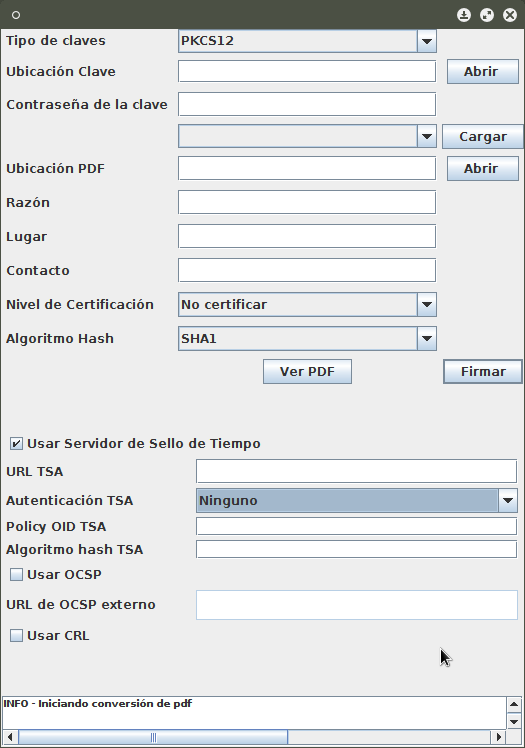 Tipo de claves PKCS12
Ubicación Clave Abrir
Contraseña de la clave
Cargar
Ubicación PDF Abrir
Razón
Lugar
Contacto
Nivel de Certificación No certificar
Algoritmo Hash SHA1
Ver PDF Firmar
Usar Servidor de Sello de Tiempo
URL TSA
Autenticación TSA Ninguno
Policy OID TSA
Algoritmo hash TSA
Usar OCSP
URL de OCSP externo
Usar CRL
INFO - Iniciando conversión de pdf